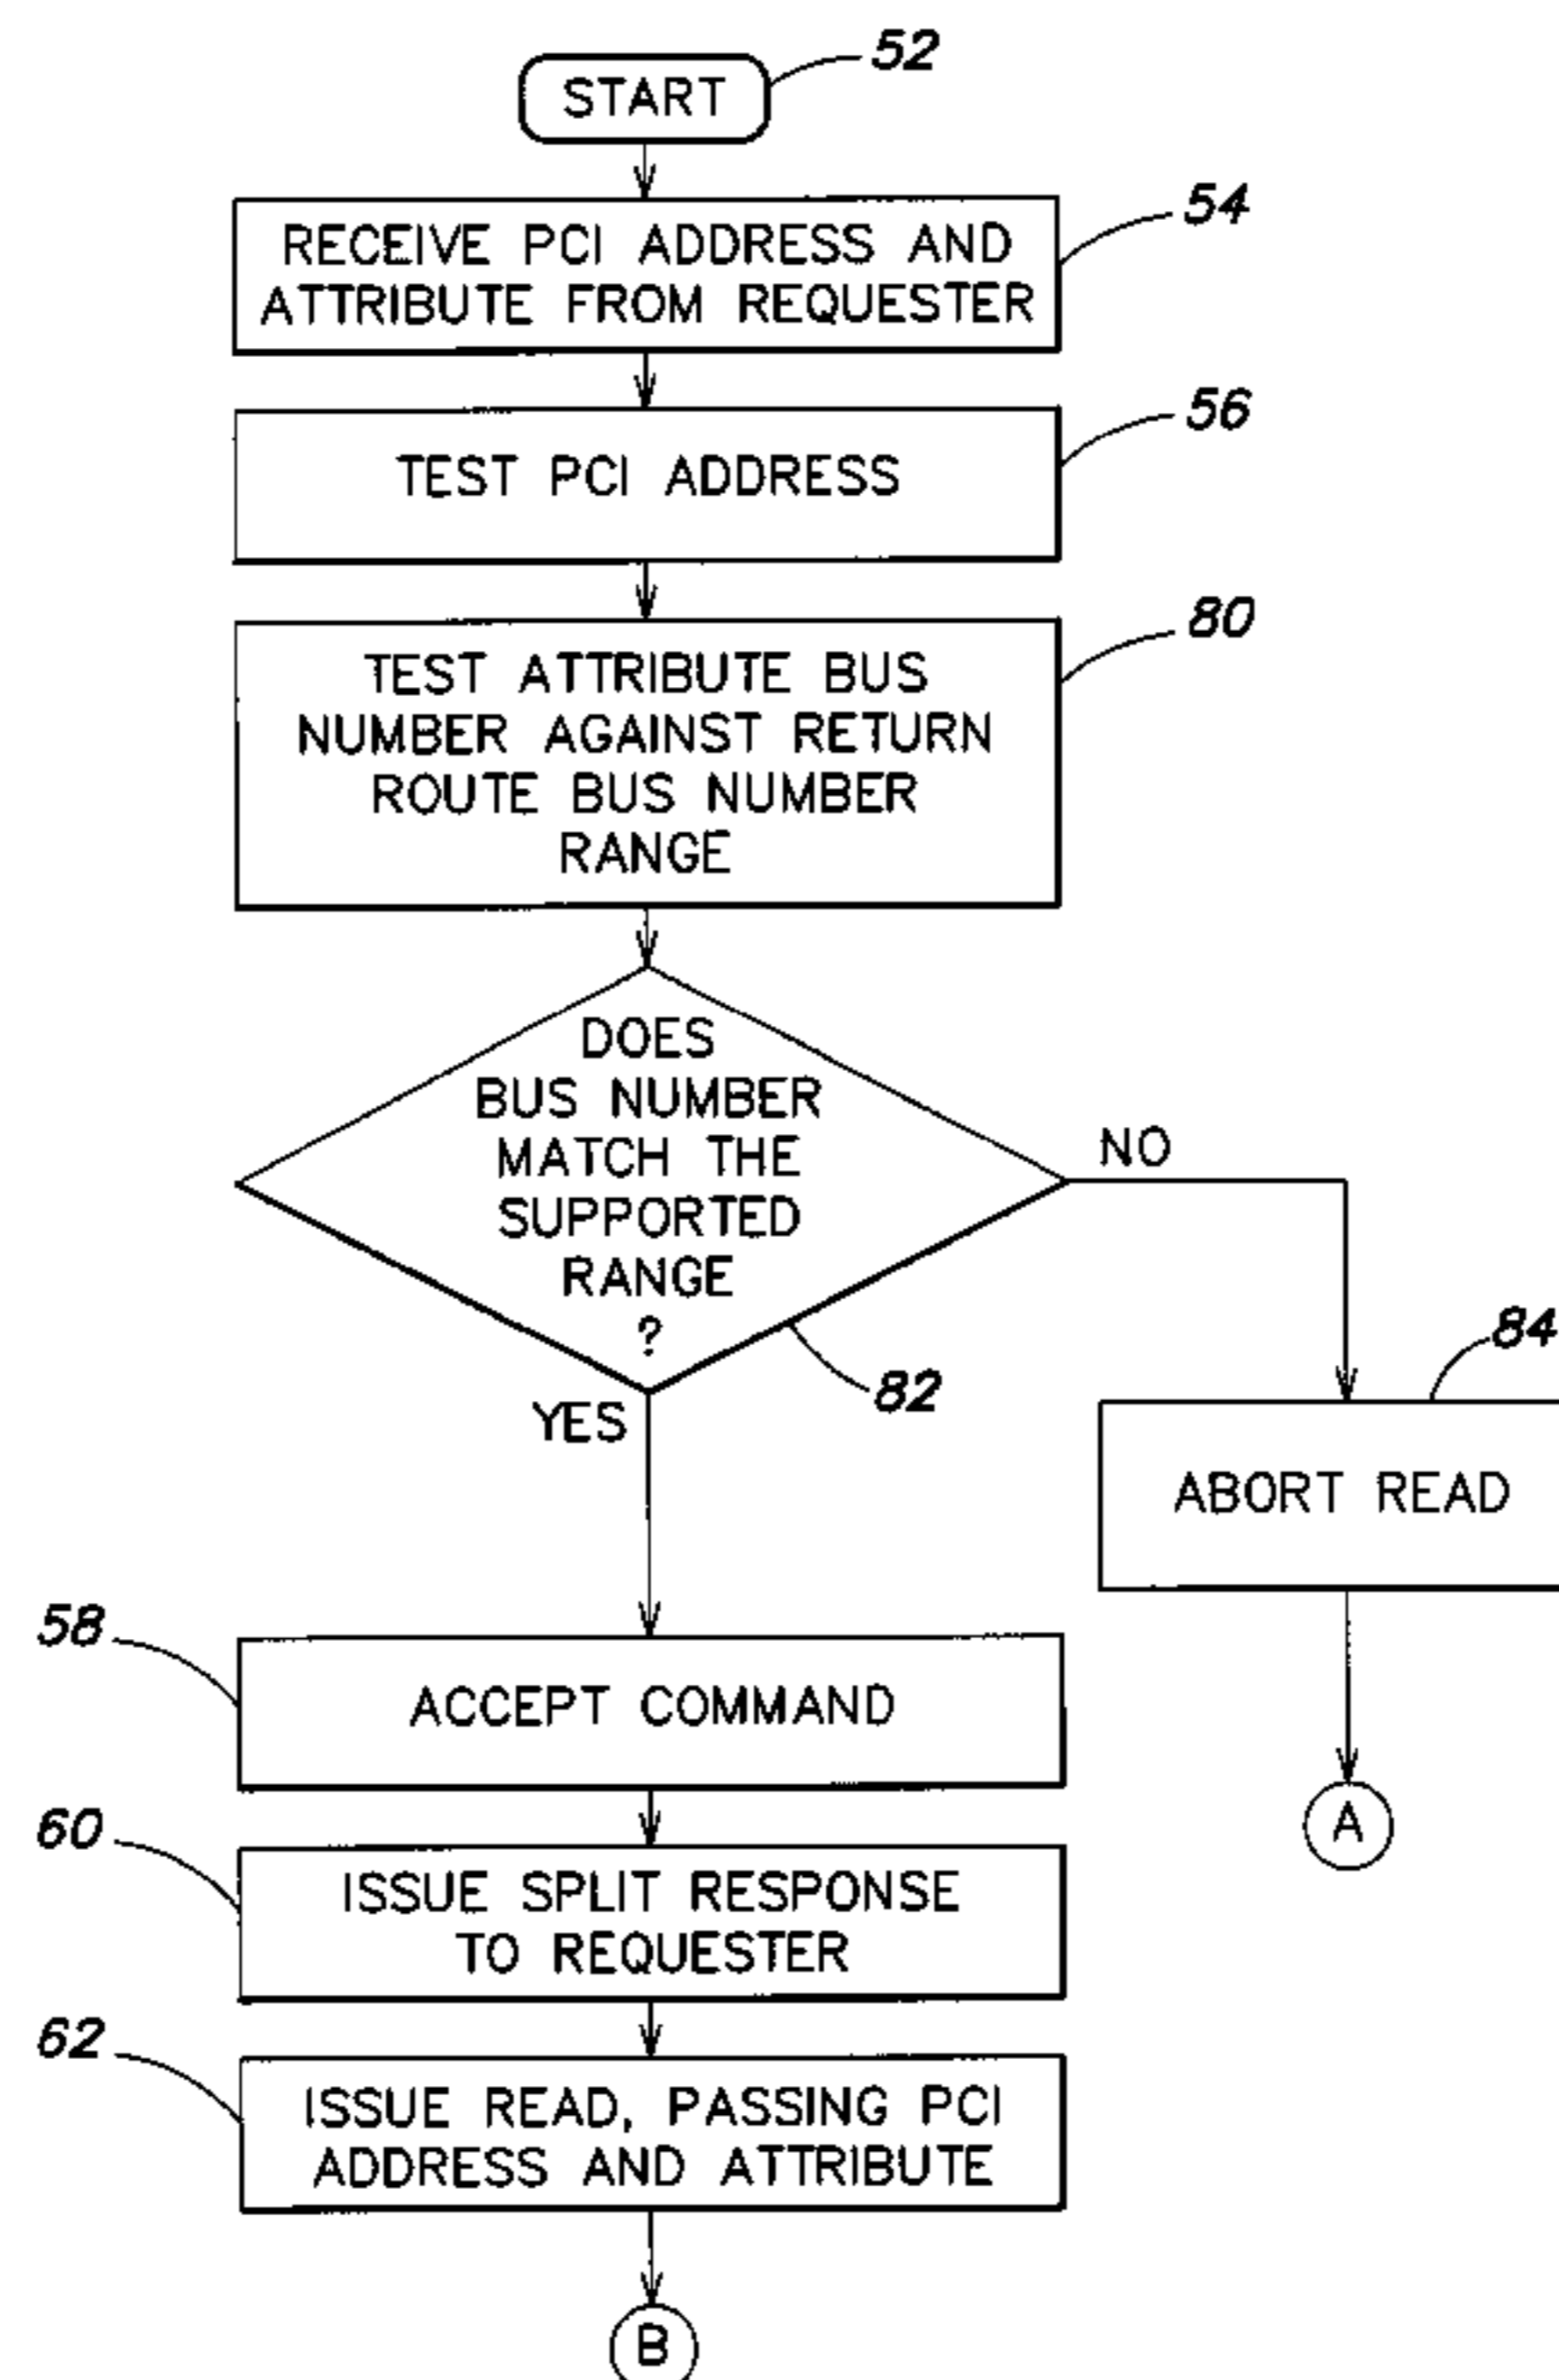 START
52
RECEIVE PCI ADDRESS AND
ATTRIBUTE FROM REQUESTER
54
TEST PCI ADDRESS
56
TEST ATTRIBUTE BUS
NUMBER AGAINST RETURN
ROUTE BUS NUMBER
RANGE
80
DOES
BUS NUMBER
MATCH THE
SUPPORTED
RANGE
?
82
NO
YES
84
ABORT READ
A
58
ACCEPT COMMAND
60
ISSUE SPLIT RESPONSE
TO REQUESTER
62
ISSUE READ, PASSING PCI
ADDRESS AND ATTRIBUTE
B